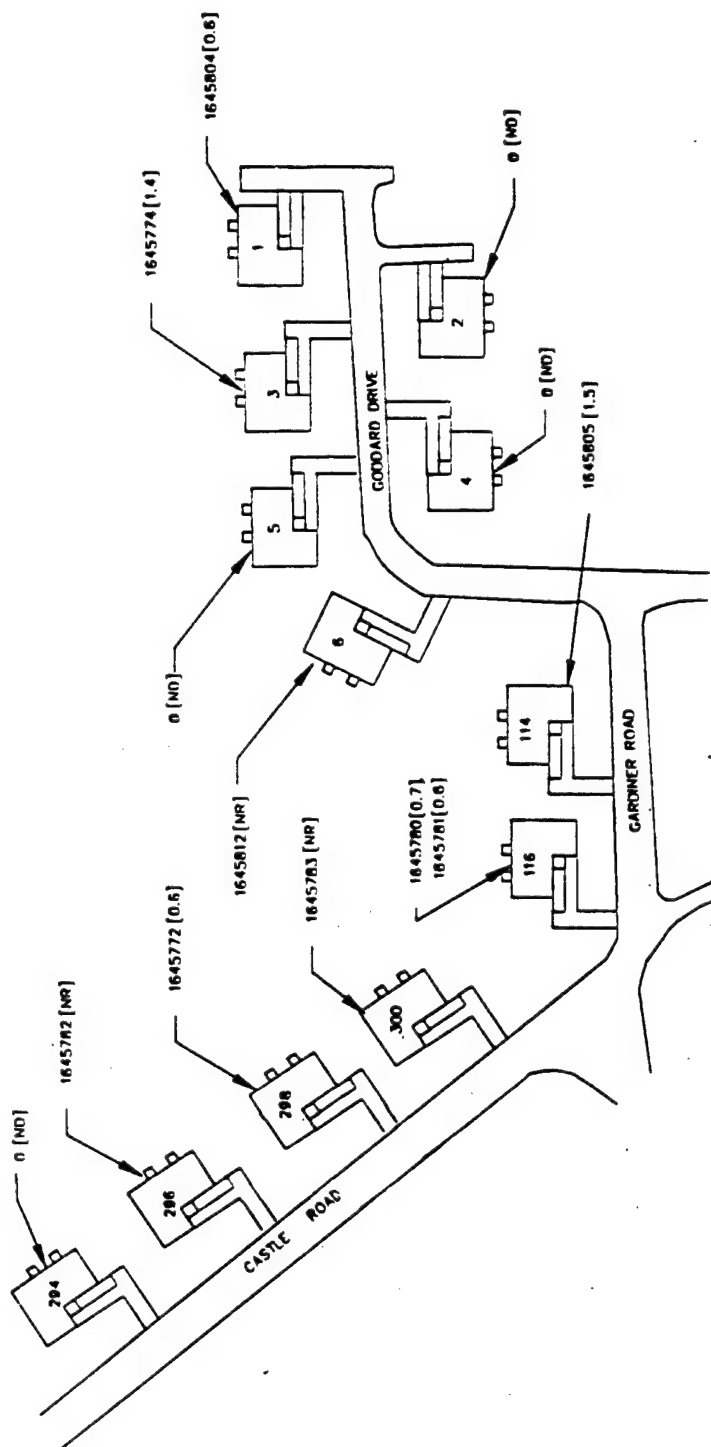 0 [ND]
294
1645782 [NR]
296
1645772 [0.6]
298
1645783 [NR]
300
CASTLE ROAD
1645780[0.7]
1645781[0.6]
116
114
1645805 [1.5]
GARDINER ROAD
1645812 [NR]
6
0 [ND]
5
1645774 [1.4]
3
1645804 [0.6]
1
GODDARD DRIVE
4
0 [ND]
2
0 [ND]